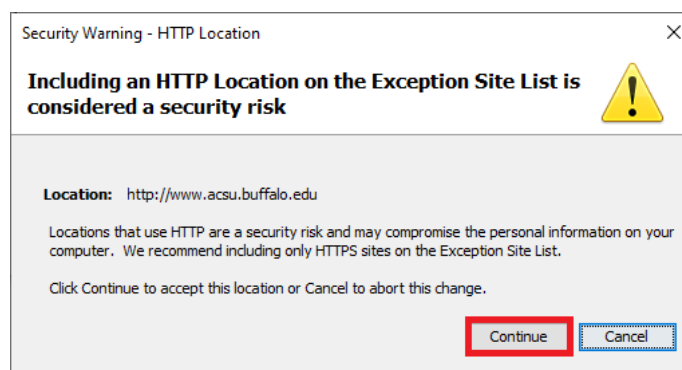 Security Warning - HTTP Location
Including an HTTP Location on the Exception Site List is
considered a security risk
Location: http://www.acsu.buffalo.edu
Locations that use HTTP are a security risk and may compromise the personal information on your
computer. We recommend including only HTTPS sites on the Exception Site List.
Click Continue to accept this location or Cancel to abort this change.
Continue Cancel